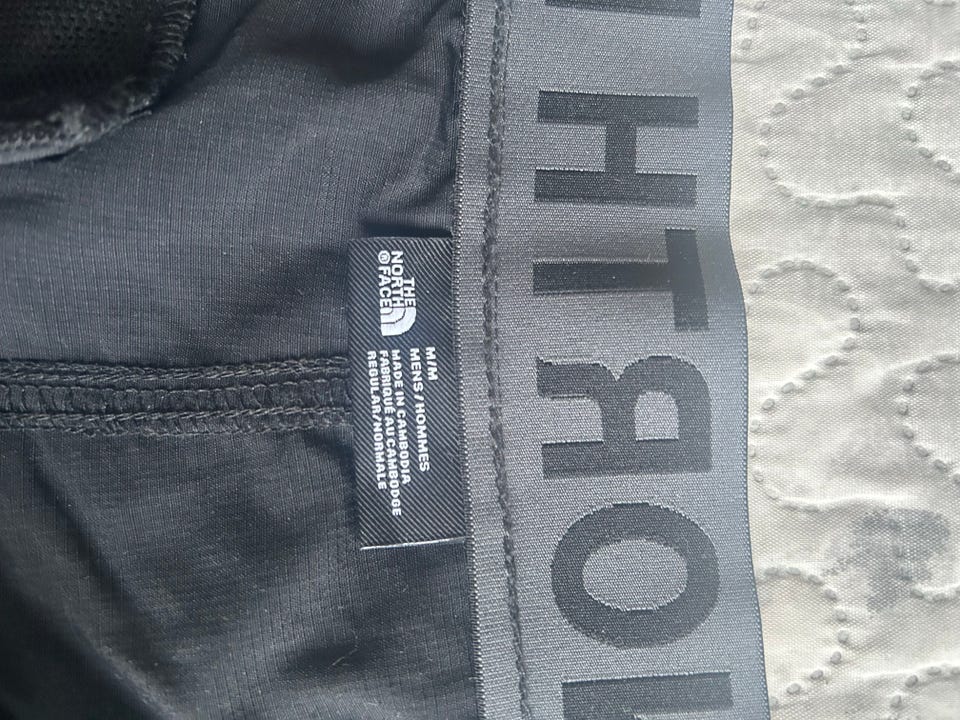 THE
NORTH
®FACE
M/M
MENS/HOMMES
MADE IN CAMBODIA
FABRIQUÉ AU CAMBODGE
REGULAR/NORMALE
NORTH